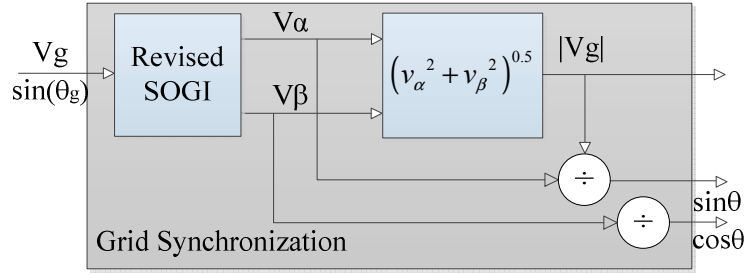 Vg
sin(θg)
Revised
SOGI
Vα
Vβ
(vα² + vβ²)^0.5
|Vg|
÷
sinθ
÷
cosθ
Grid Synchronization